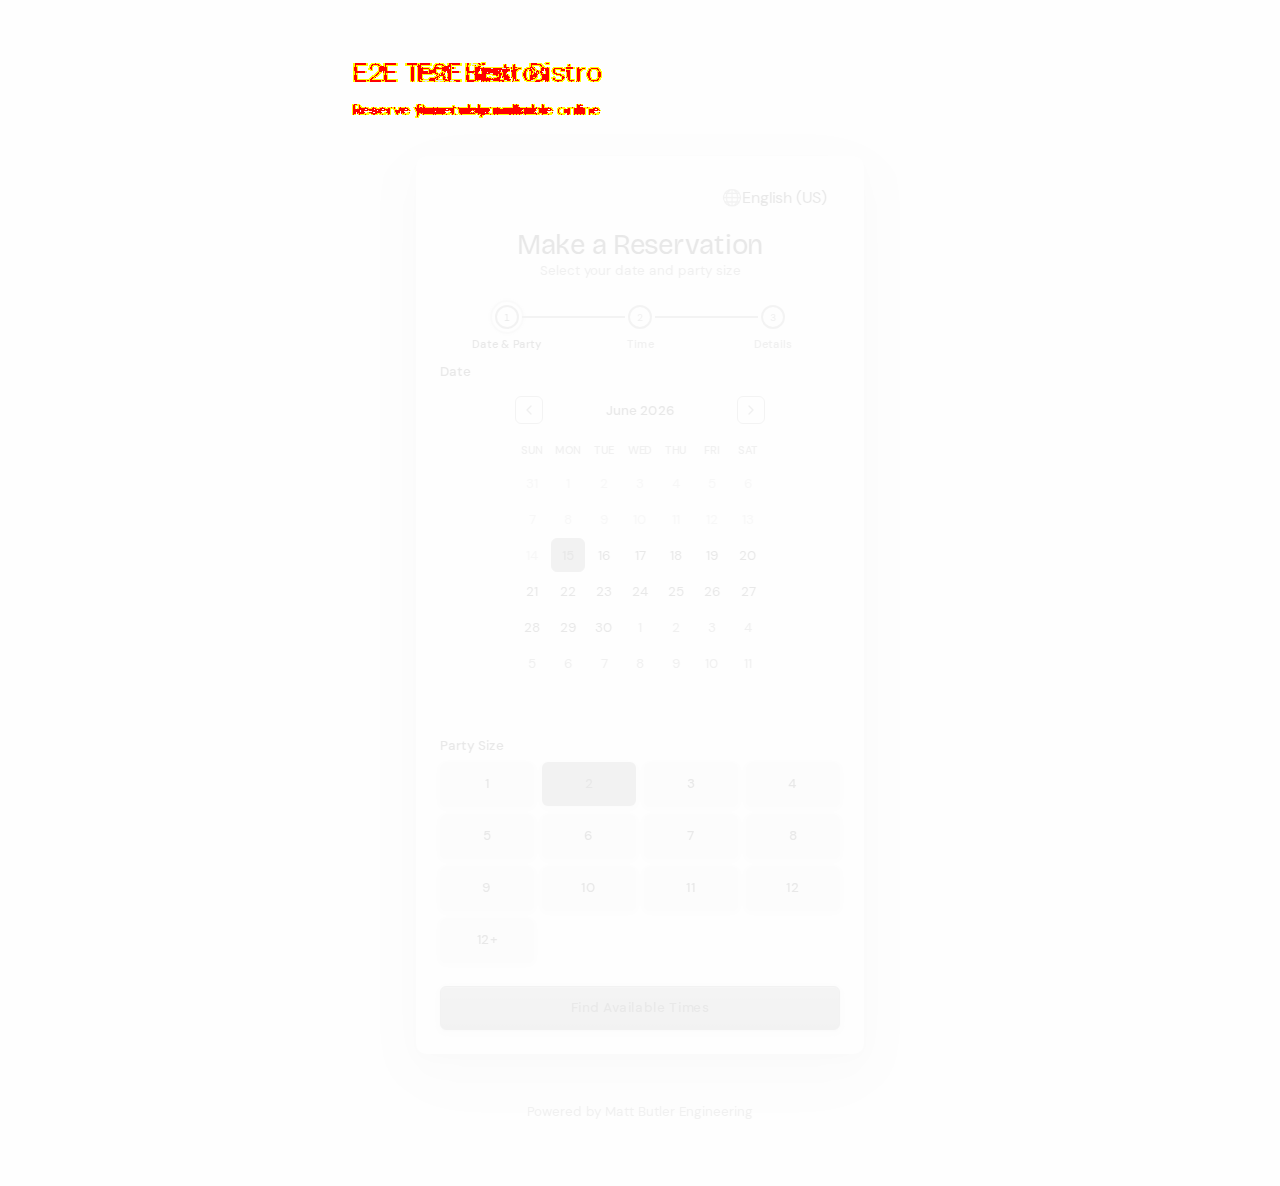 E2E
Reserve online
English (US)
Make a Reservation
Select your date and party size
1 2 3
Date & Party Time Details
Date
June 2026
SUN MON TUE WED THU FRI SAT
31 1 2 3 4 5 6
7 8 9 10 11 12 13
14 15 16 17 18 19 20
21 22 23 24 25 26 27
28 29 30 1 2 3 4
5 6 7 8 9 10 11
Party Size
1 2 3 4
5 6 7 8
9 10 11 12
12+
Find Available Times
Powered by Matt Butler Engineering